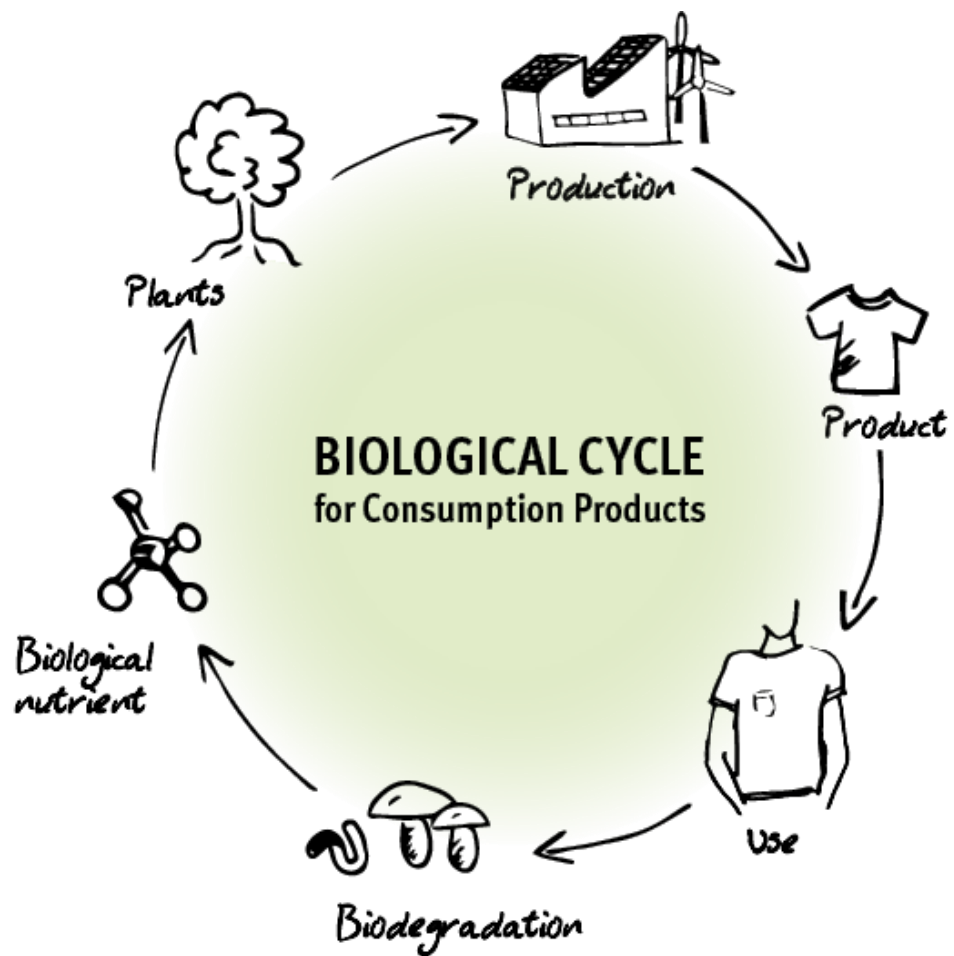 Production
Plants
Product
BIOLOGICAL CYCLE
for Consumption Products
Biological
nutrient
Use
Biodegradation